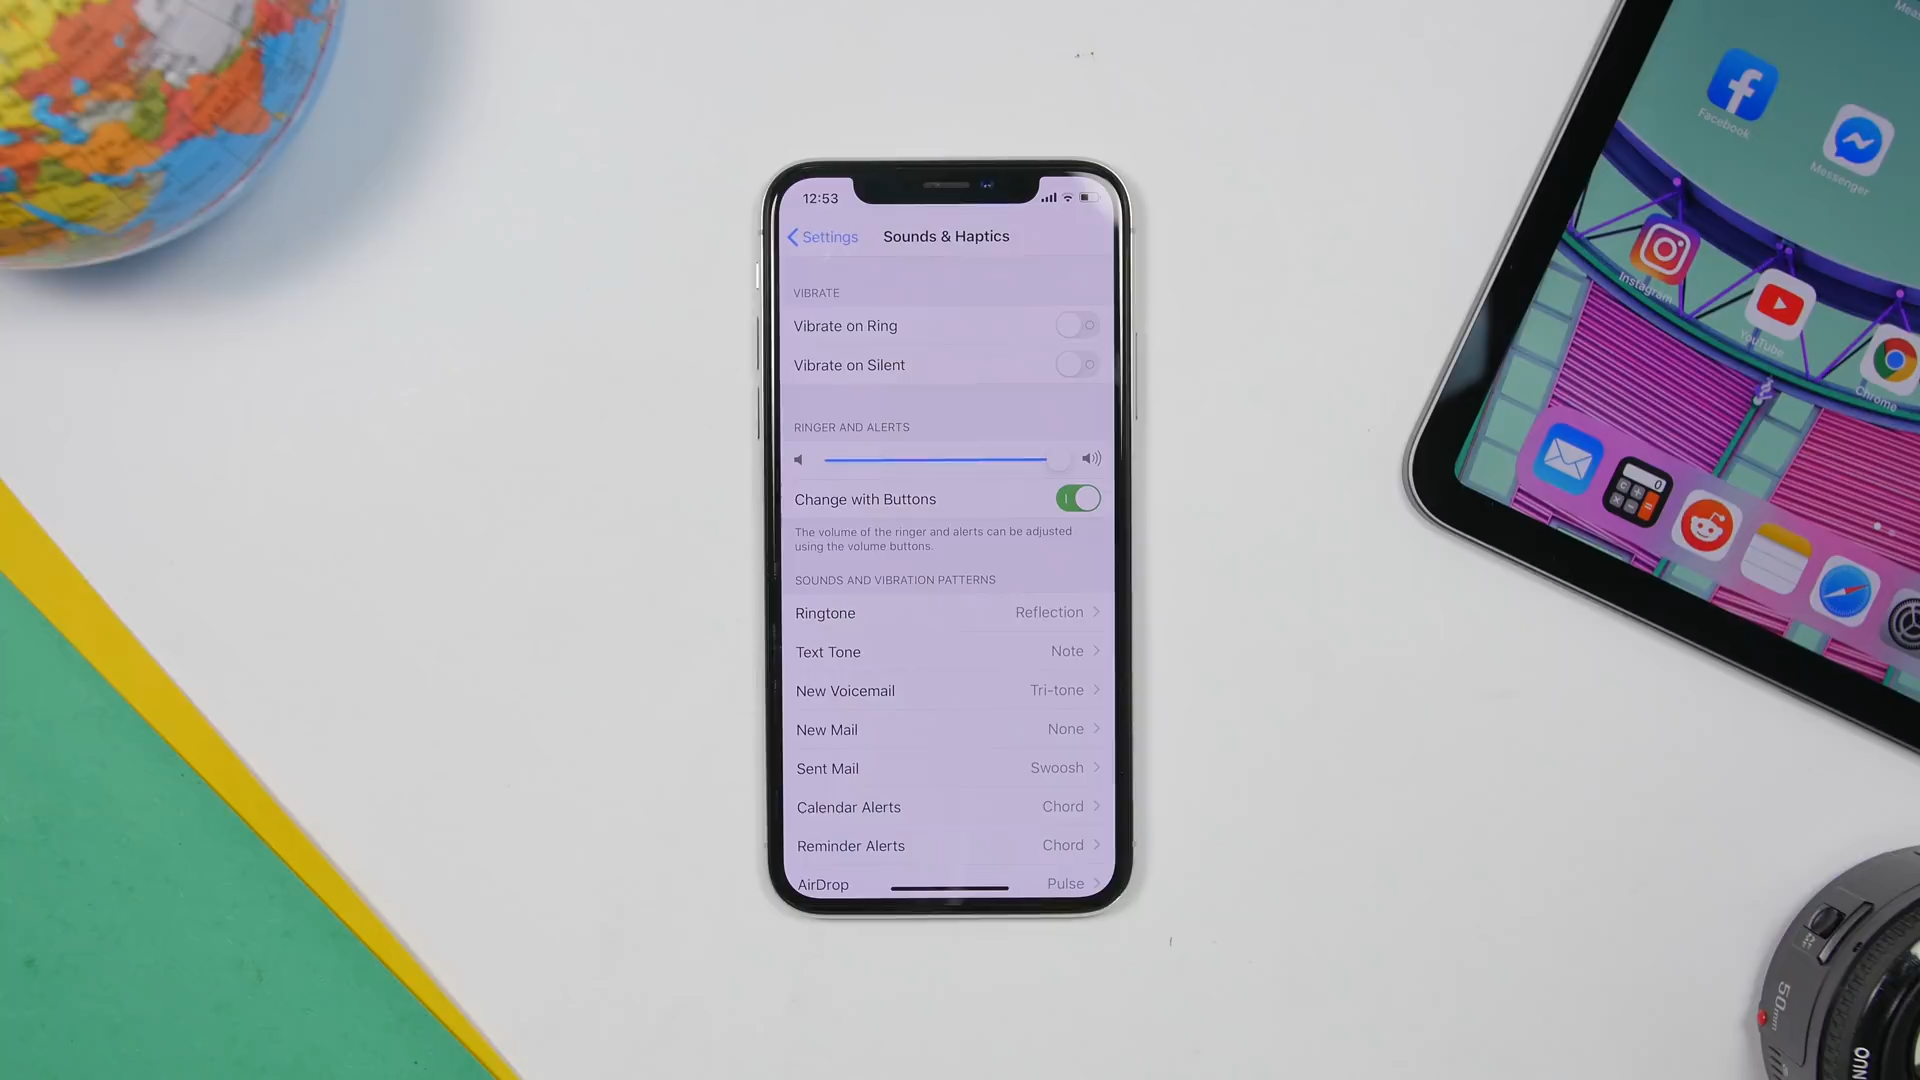 12:53
Settings
Sounds & Haptics
VIBRATE
Vibrate on Ring
Vibrate on Silent
RINGER AND ALERTS
Change with Buttons
The volume of the ringer and alerts can be adjusted
using the volume buttons.
SOUNDS AND VIBRATION PATTERNS
Ringtone Reflection
Text Tone Note
New Voicemail Tri-tone
New Mail None
Sent Mail Swoosh
Calendar Alerts Chord
Reminder Alerts Chord
AirDrop Pulse
Facebook
Messenger
Instagram
YouTube
Chrome
0
50mm